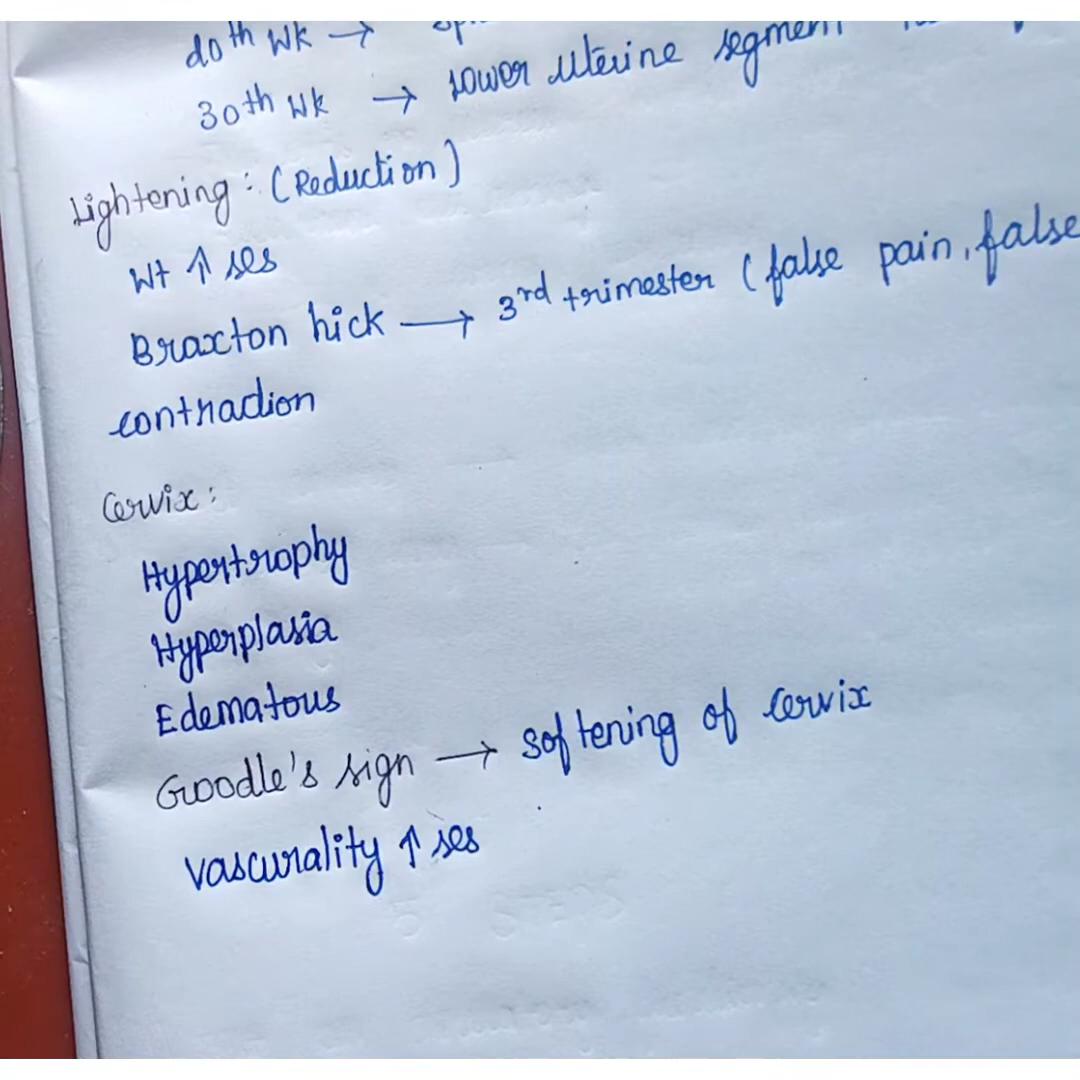 20th Wk →
30th Wk → Lower Uterine segment
Lightening : (Reduction)
Wt ↑ ses
Braxton hick → 3rd trimester (false pain, false
contraction
Cervix :
Hypertrophy
Hyperplasia
Edematous
Goodle's sign → softening of cervix
vascurality ↑ ses